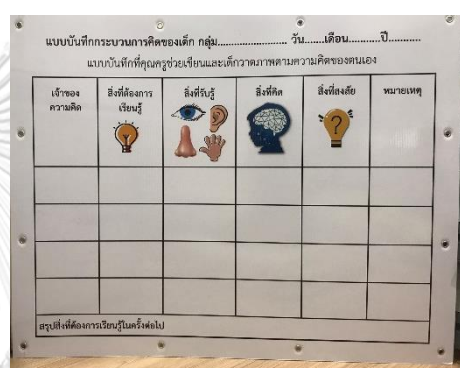 แบบบันทึกกระบวนการคิดของเด็ก กลุ่ม........................ วัน.......เดือน............ปี...........
แบบบันทึกที่คุณครูช่วยเขียนและเด็กวาดภาพตามความคิดของตนเอง
เจ้าของ
ความคิด
สิ่งที่ต้องการ
เรียนรู้
สิ่งที่รับรู้
สิ่งที่คิด
สิ่งที่สงสัย
?
หมายเหตุ
สรุปสิ่งที่ต้องการเรียนรู้ในครั้งต่อไป